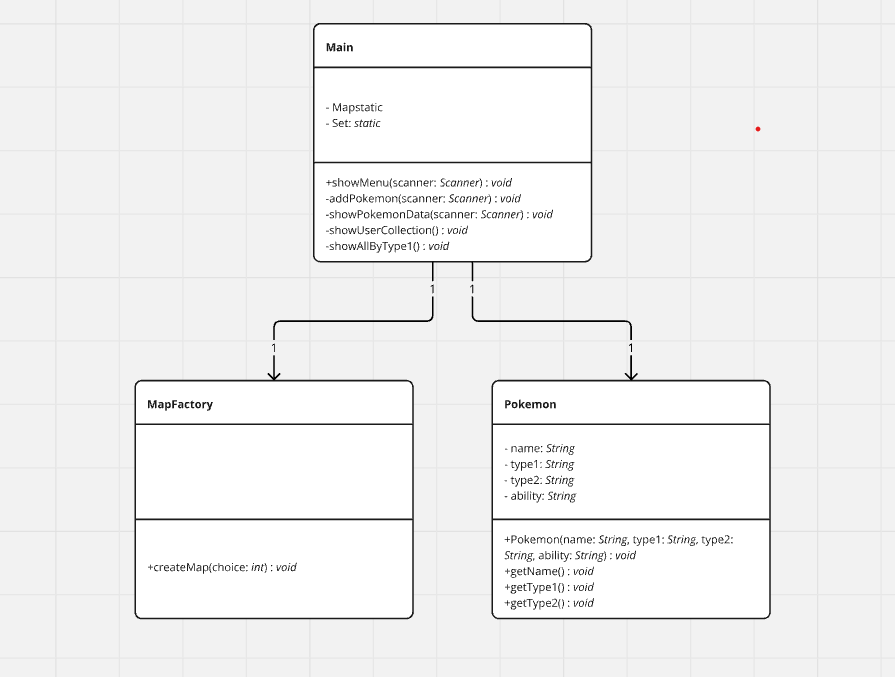 Main
- Mapstatic
- Set: static
+showMenu(scanner: Scanner) : void
-addPokemon(scanner: Scanner) : void
-showPokemonData(scanner: Scanner) : void
-showUserCollection() : void
-showAllByType1() : void
1
1
1
1
MapFactory
+createMap(choice: int) : void
Pokemon
- name: String
- type1: String
- type2: String
- ability: String
+Pokemon(name: String, type1: String, type2:
String, ability: String) : void
+getName() : void
+getType1() : void
+getType2() : void